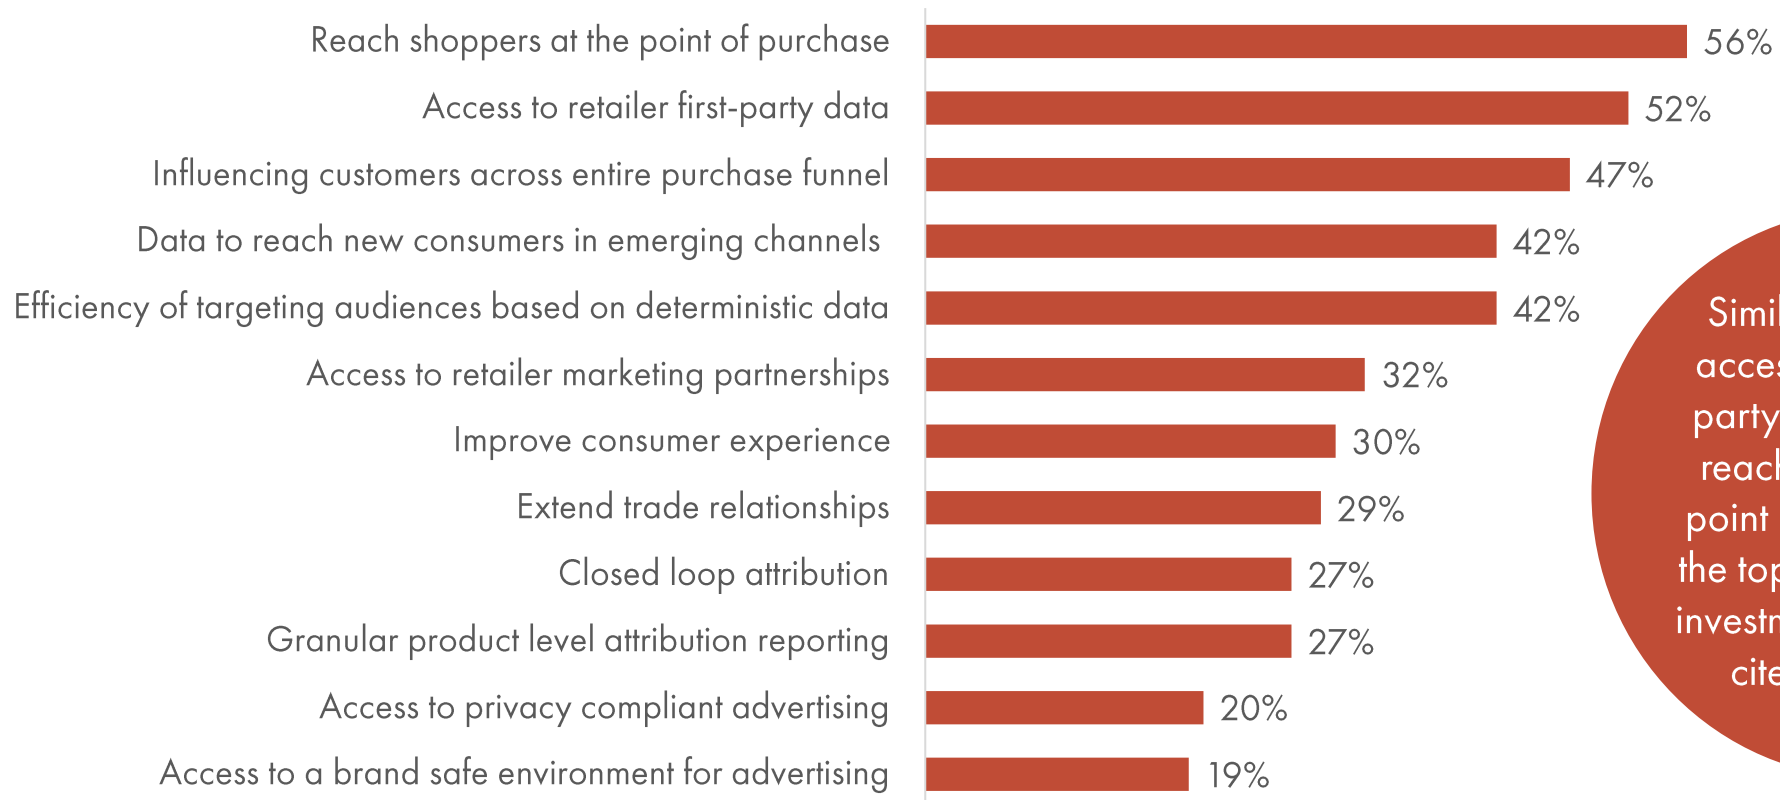 Reach shoppers at the point of purchase 56%
Access to retailer first-party data 52%
Influencing customers across entire purchase funnel 47%
Data to reach new consumers in emerging channels 42%
Efficiency of targeting audiences based on deterministic data 42%
Access to retailer marketing partnerships 32%
Improve consumer experience 30%
Extend trade relationships 29%
Closed loop attribution 27%
Granular product level attribution reporting 27%
Access to privacy compliant advertising 20%
Access to a brand safe environment for advertising 19%
party
point
the